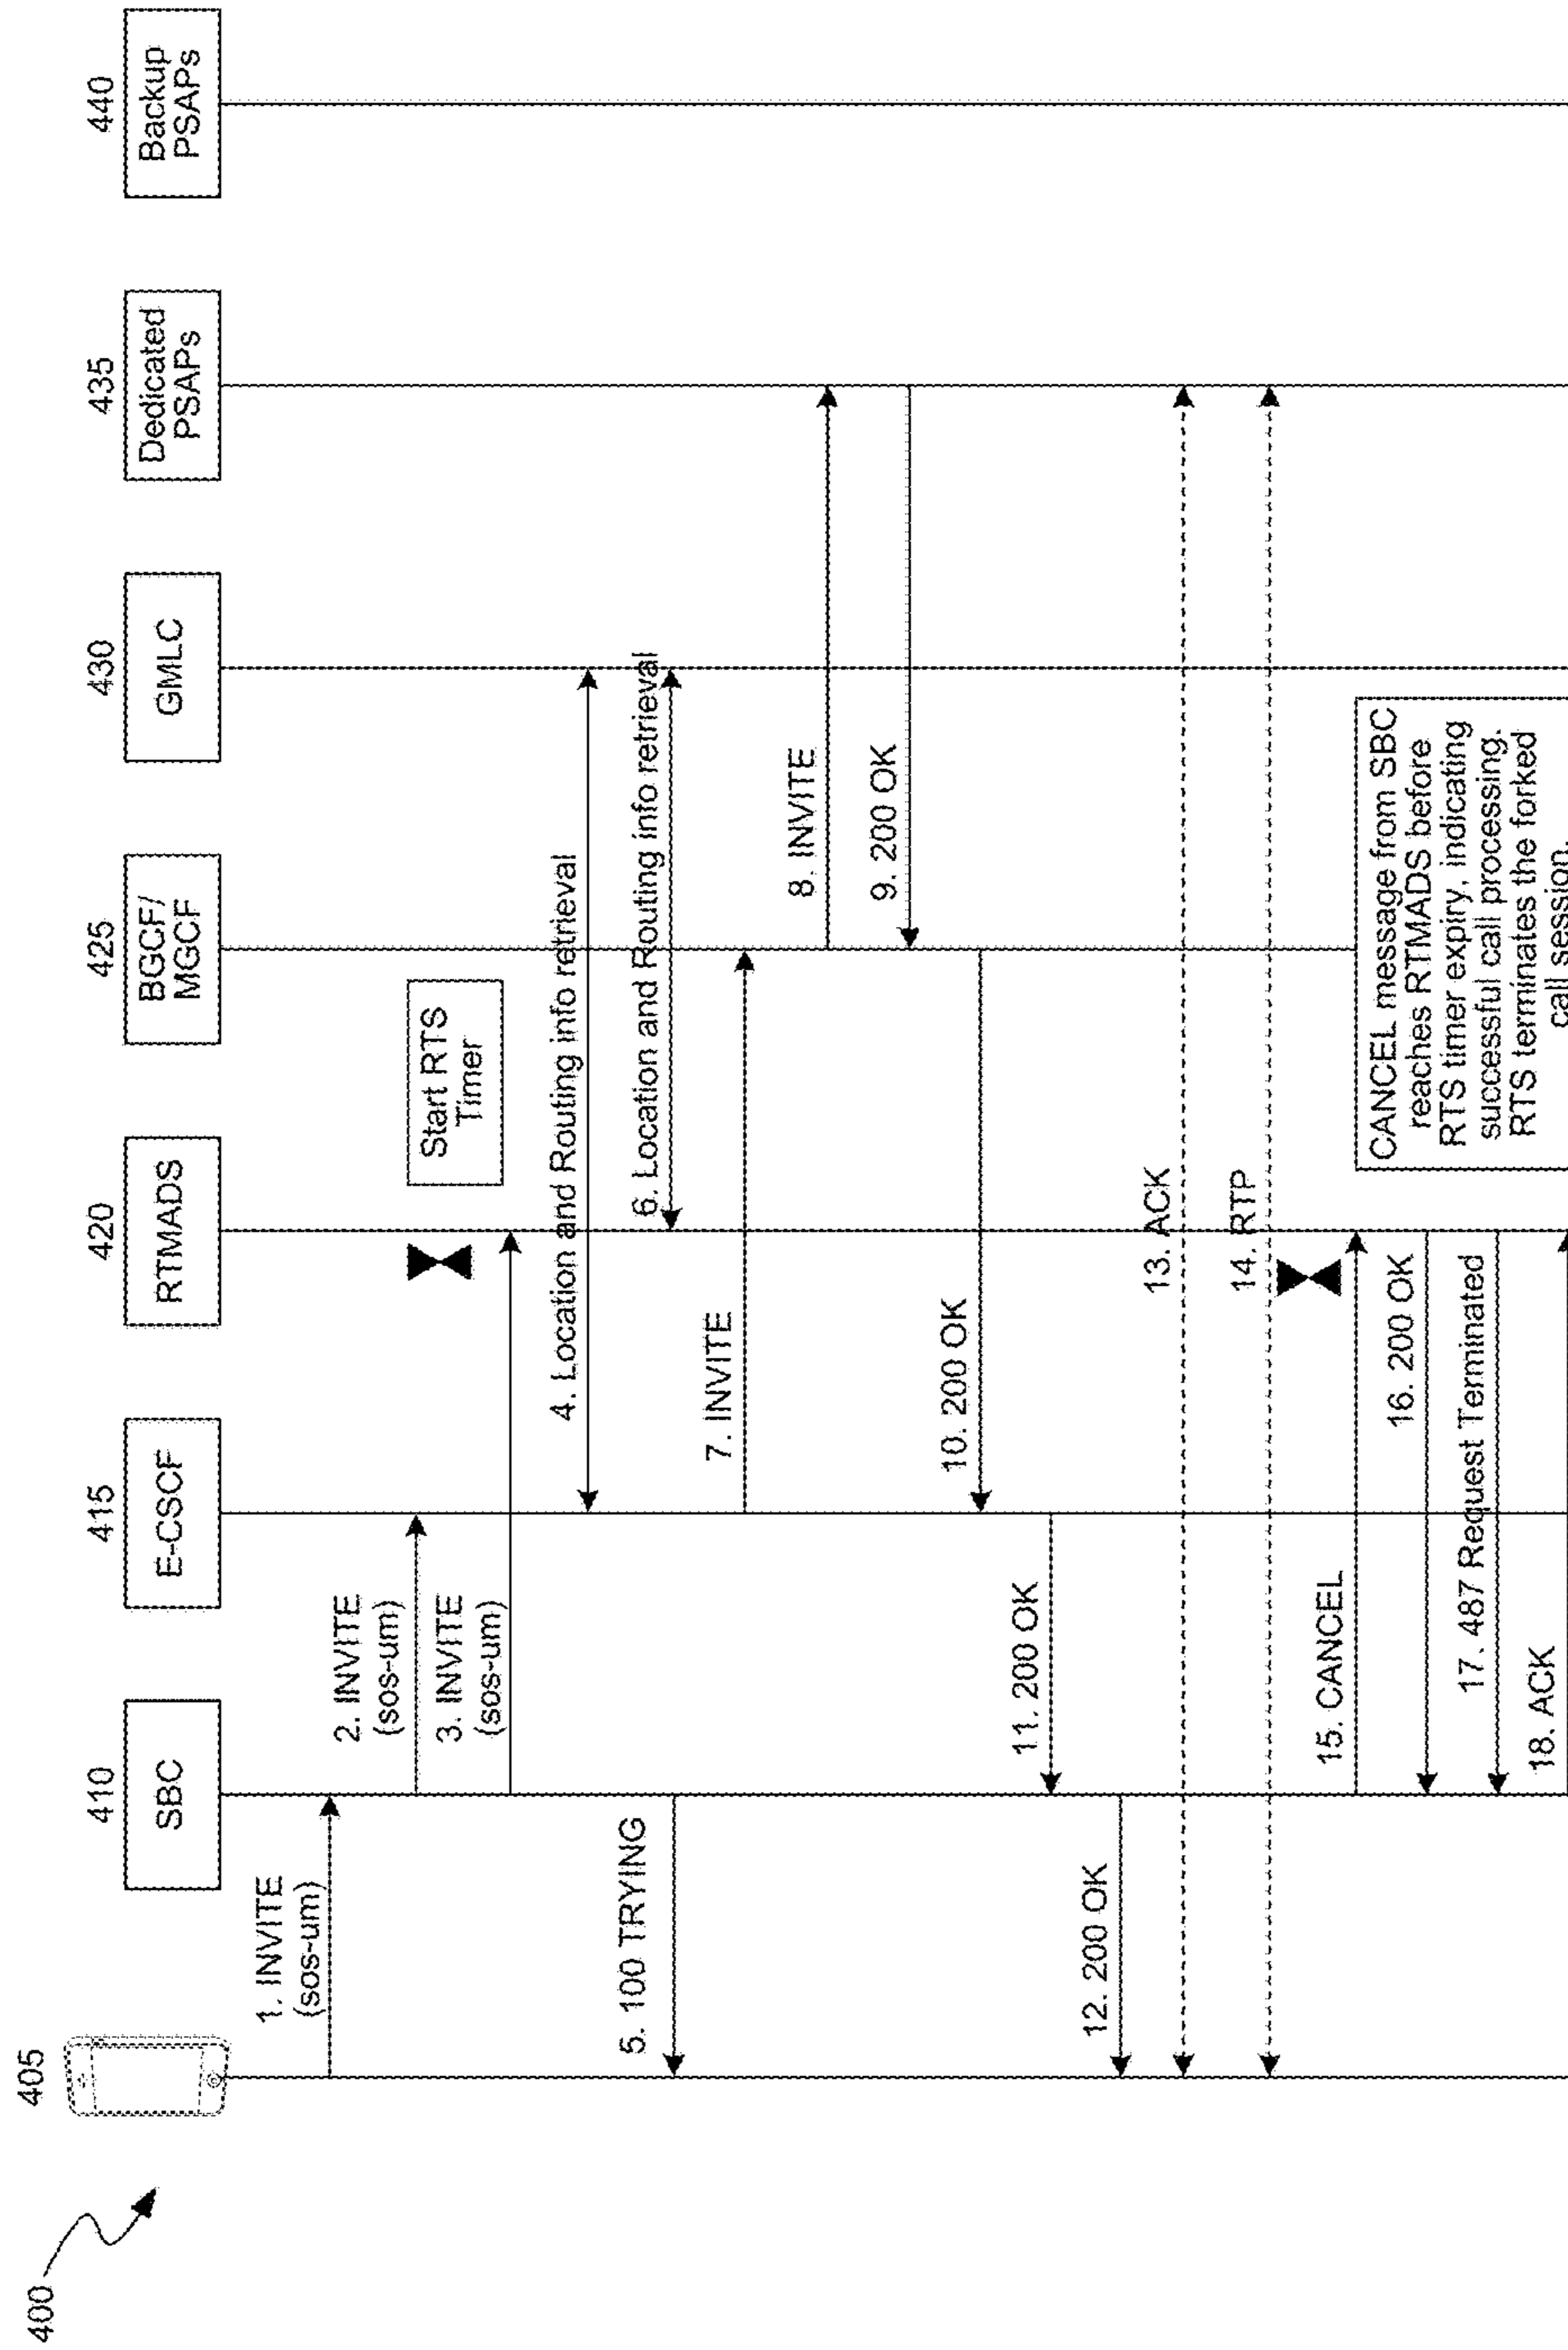 400
405
410
SBC
415
E-CSCF
420
RTMADS
425
BGCF/
MGCF
430
GMLC
435
Dedicated
PSAPs
440
Backup
PSAPs
1. INVITE
(sos-um)
2. INVITE
(sos-um)
3. INVITE
(sos-um)
Start RTS
Timer
4. Location and Routing info retrieval
5. 100 TRYING
6. Location and Routing info retrieval
7. INVITE
8. INVITE
9. 200 OK
10. 200 OK
11. 200 OK
12. 200 OK
13. ACK
14. RTP
15. CANCEL
CANCEL message from SBC
reaches RTMADS before
RTS timer expiry, indicating
successful call processing.
RTS terminates the forked
call session.
16. 200 OK
17. 487 Request Terminated
18. ACK